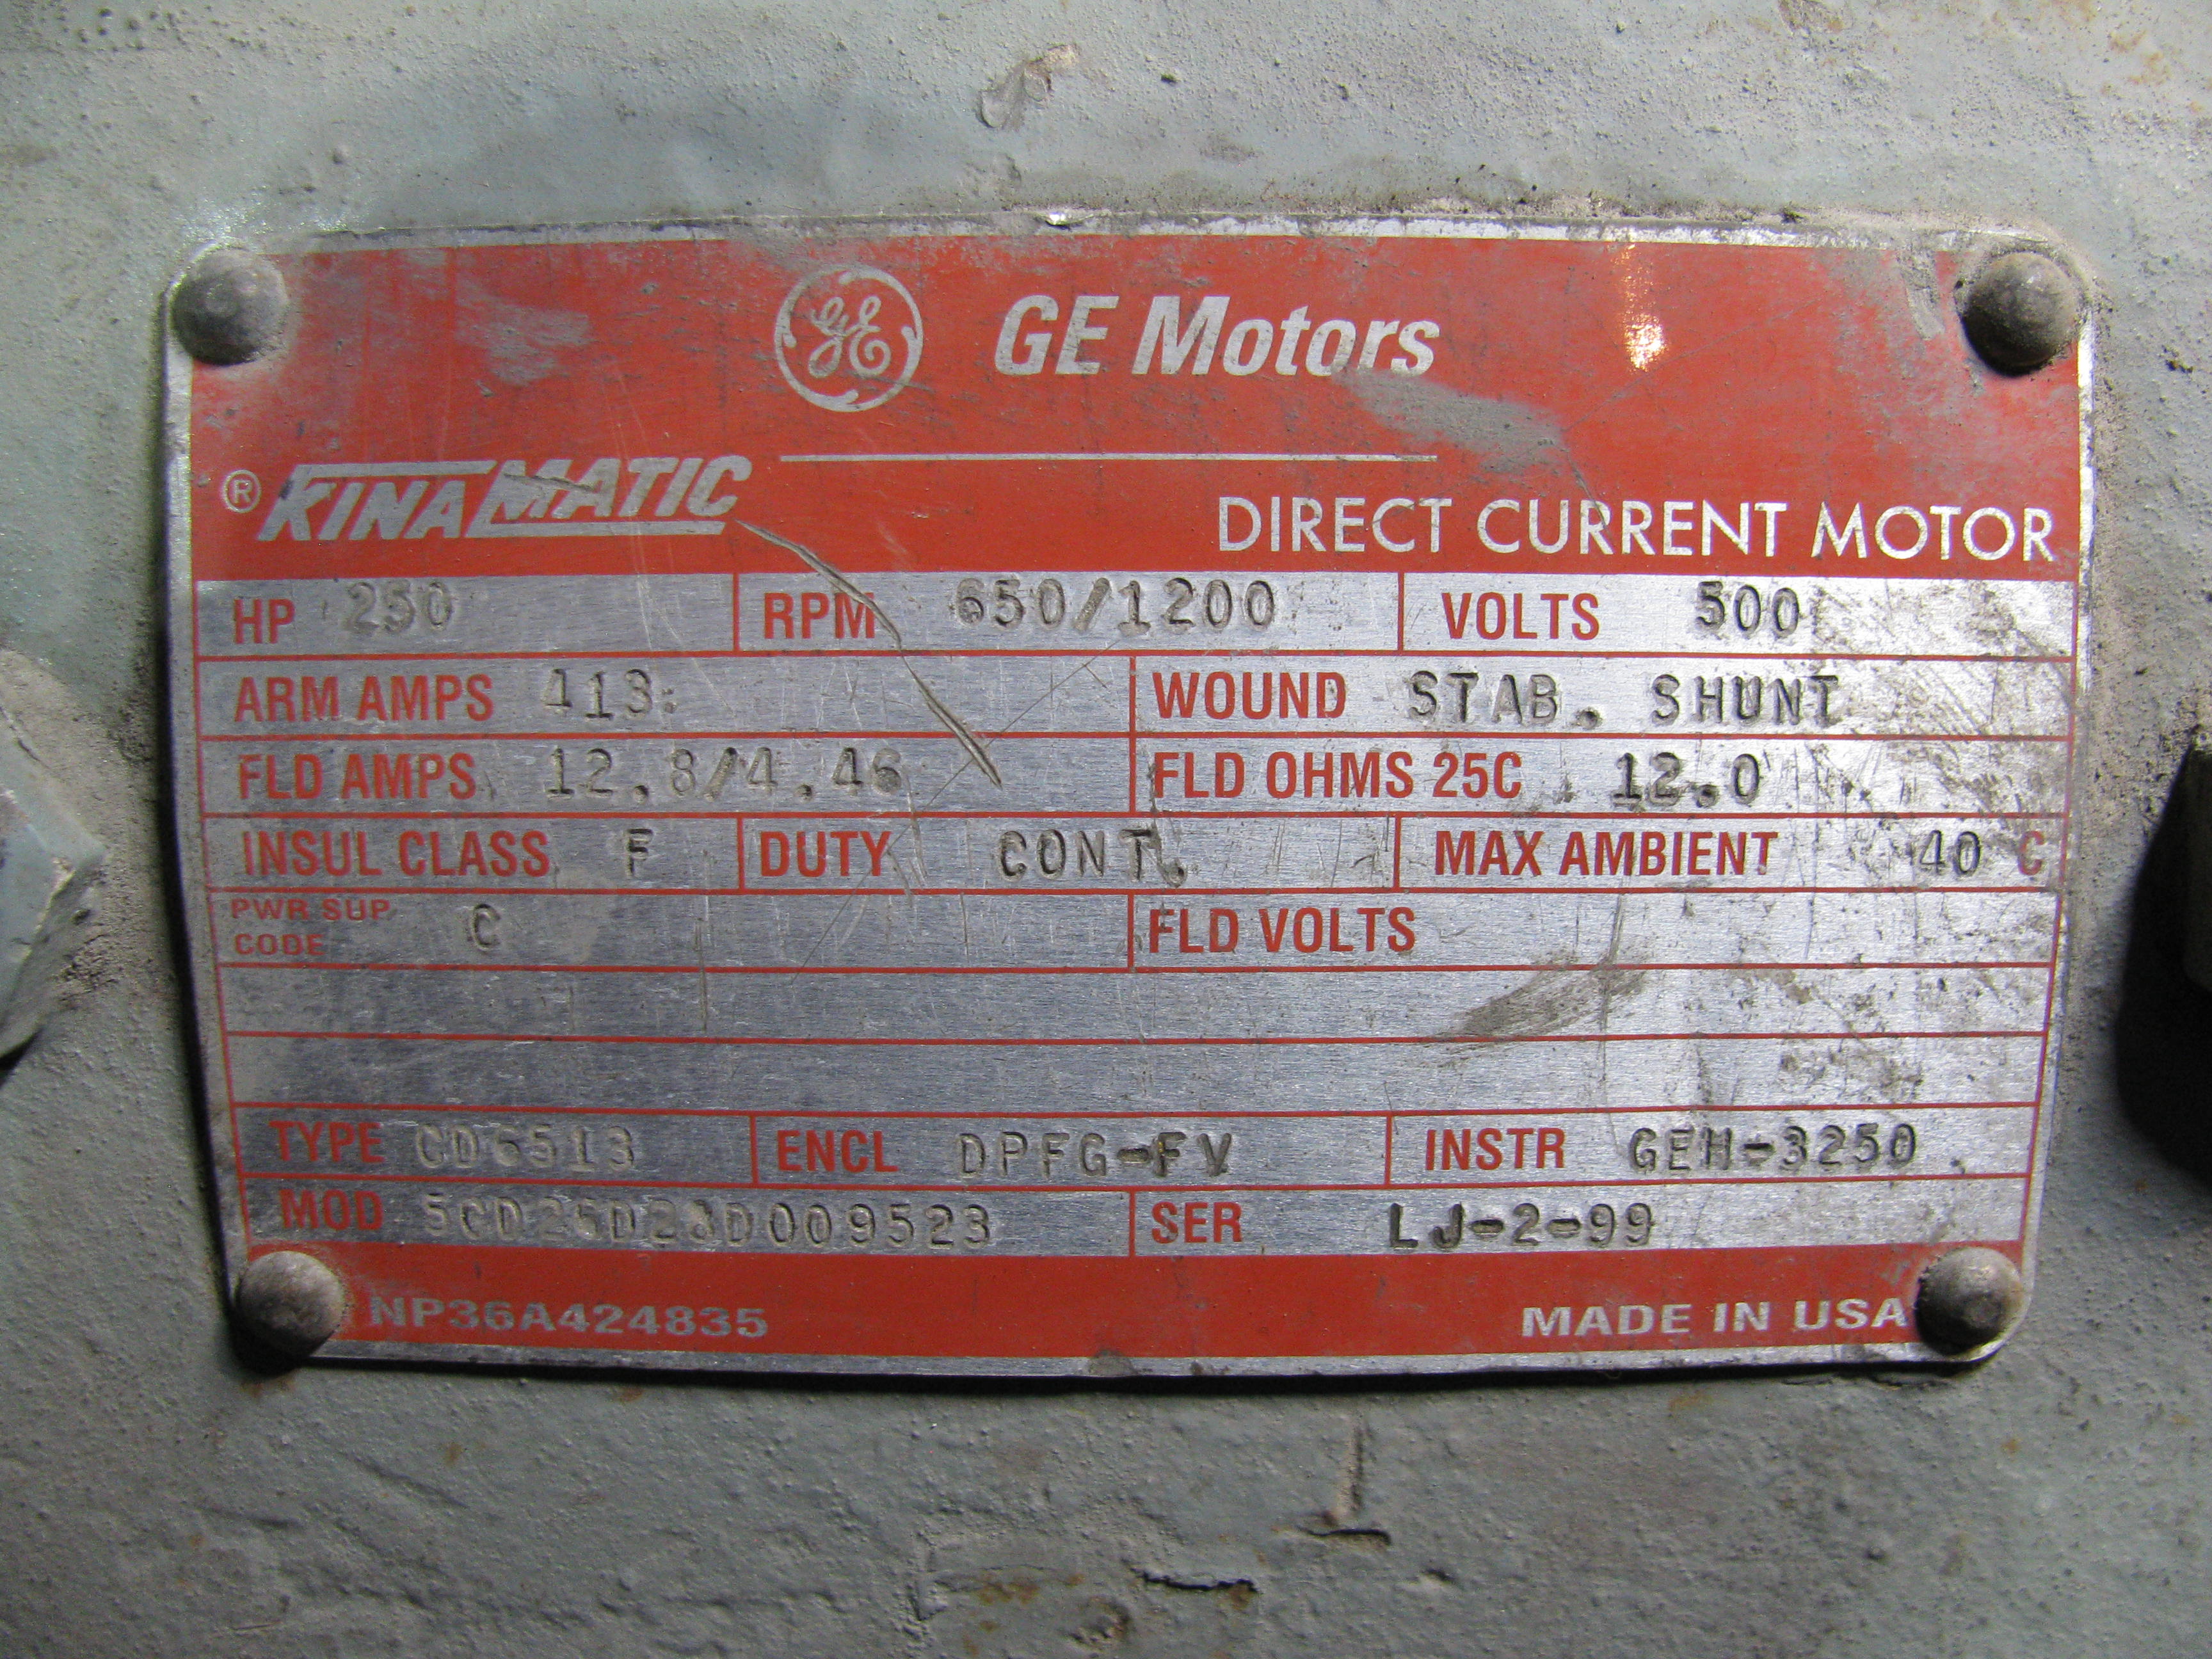 GE GE Motors
® KINAMATIC
DIRECT CURRENT MOTOR
HP 250 RPM 650/1200 VOLTS 500
ARM AMPS 413. WOUND STAB. SHUNT
FLD AMPS 12.8/4.46 FLD OHMS 25C 12.0
INSUL CLASS F DUTY CONT. MAX AMBIENT 40 C
PWR SUP CODE C FLD VOLTS
TYPE CD6513 ENCL DPFG-FV INSTR GEH-3250
MOD SER LJ-2-99
NP36A424835 MADE IN USA